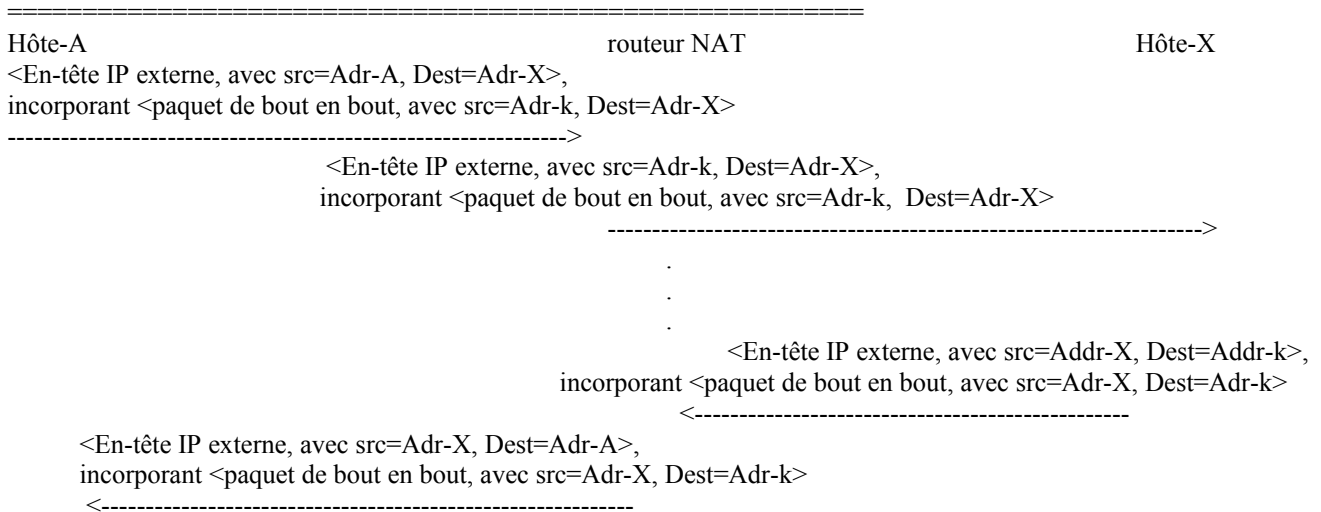 ==========================================================
Hôte-A routeur NAT Hôte-X
<En-tête IP externe, avec src=Adr-A, Dest=Adr-X>,
incorporant <paquet de bout en bout, avec src=Adr-k, Dest=Adr-X>
---------------------------------------------------------------->
<En-tête IP externe, avec src=Adr-k, Dest=Adr-X>,
incorporant <paquet de bout en bout, avec src=Adr-k, Dest=Adr-X>
-------------------------------------------------------------------->
.
.
.
<En-tête IP externe, avec src=Addr-X, Dest=Addr-k>,
incorporant <paquet de bout en bout, avec src=Adr-X, Dest=Adr-k>
<-------------------------------------------------
<En-tête IP externe, avec src=Adr-X, Dest=Adr-A>,
incorporant <paquet de bout en bout, avec src=Adr-X, Dest=Adr-k>
<-------------------------------------------------------------